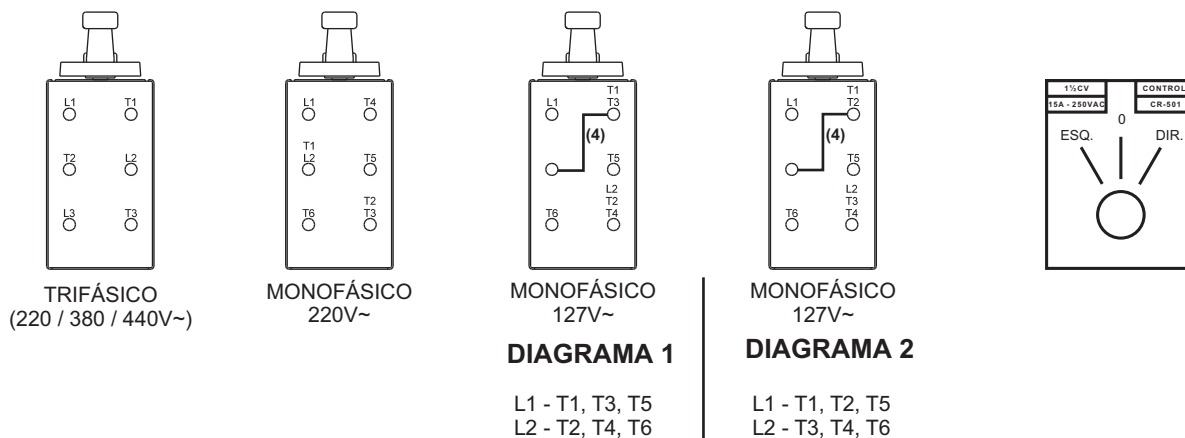 L1 T1
T2 L2
L3 T3
TRIFÁSICO
(220 / 380 / 440V~)
L1 T4
T1
L2 T5
T2
T6 T3
MONOFÁSICO
220V~
T1
L1 T3
(4)
T5
L2
T2
T6 T4
MONOFÁSICO
127V~
DIAGRAMA 1
L1 - T1, T3, T5
L2 - T2, T4, T6
T1
L1 T2
(4)
T5
L2
T3
T6 T4
MONOFÁSICO
127V~
DIAGRAMA 2
L1 - T1, T2, T5
L2 - T3, T4, T6
1½CV CONTROL
15A - 250VAC CR-501
0
ESQ. DIR.